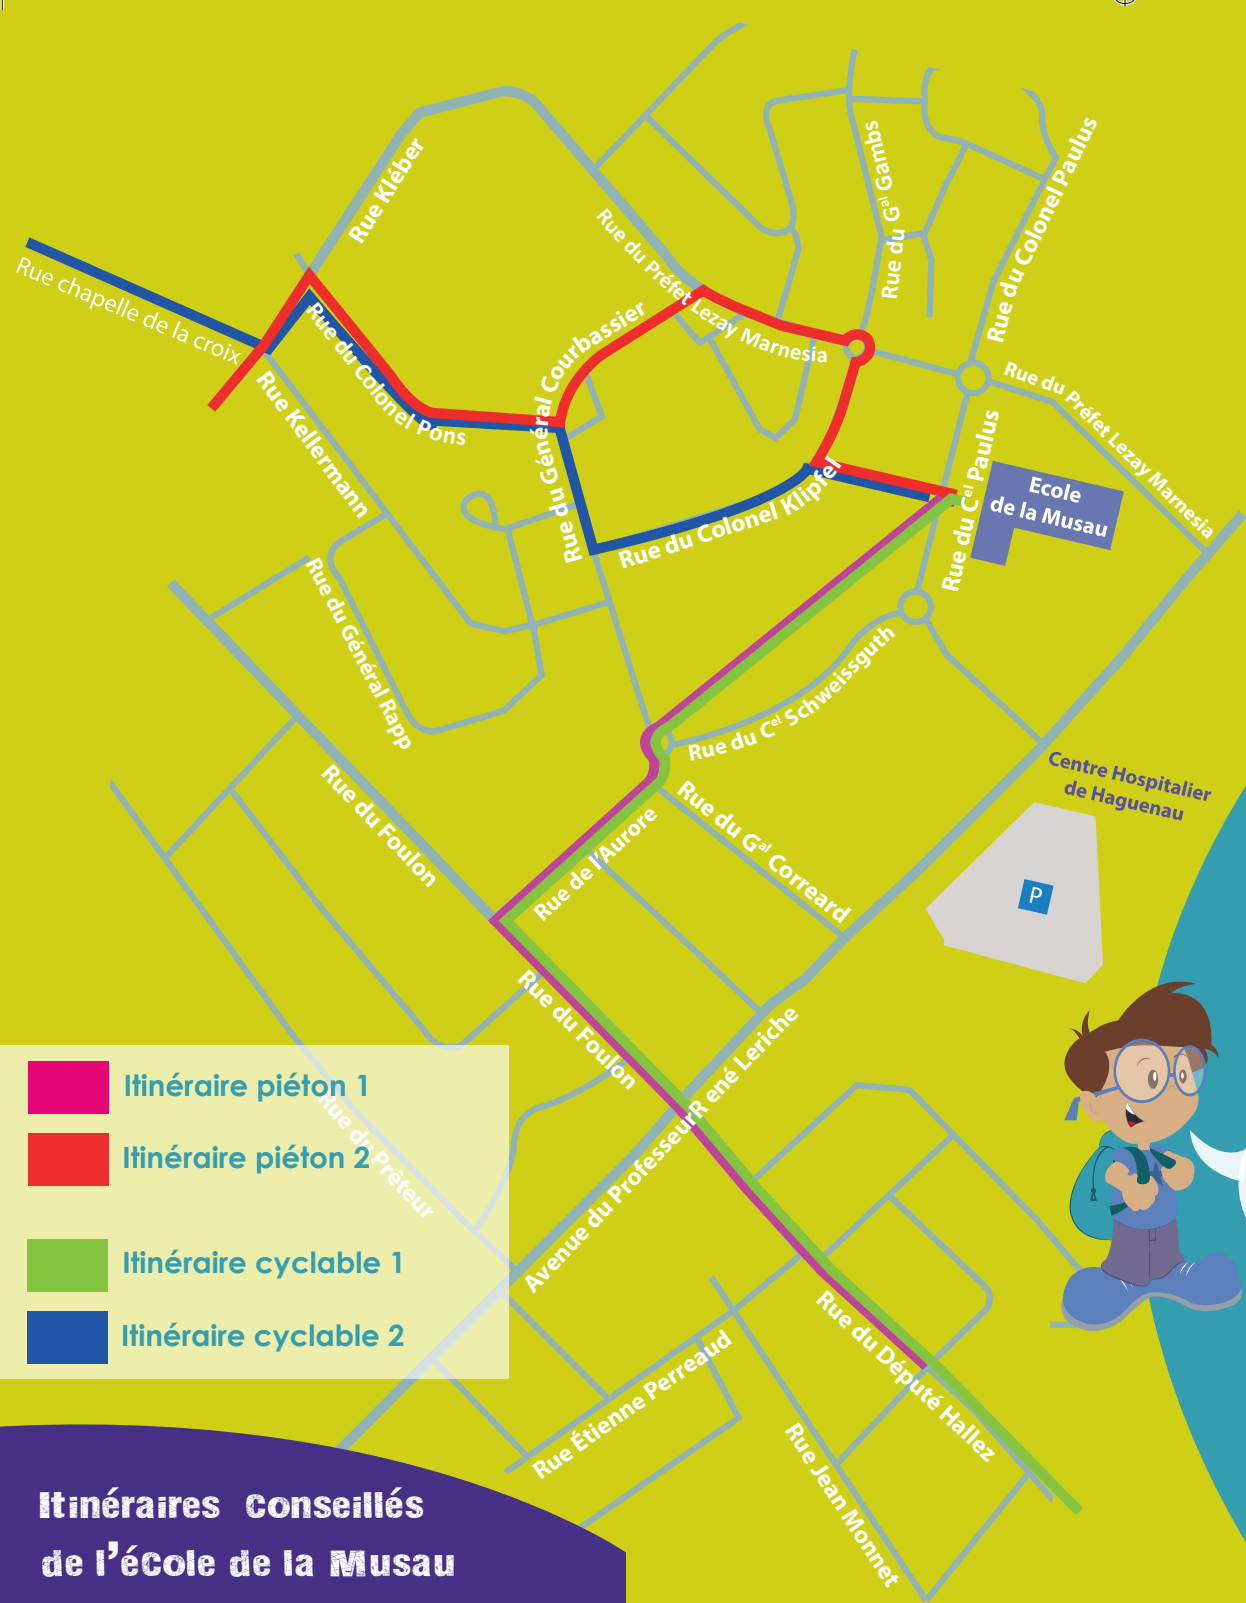 Rue Kléber
Rue du Gal Gambs
Rue du Colonel Paulus
Rue du Préfet Lezay Marnesia
Rue chapelle de la croix
Rue du Colonel Pons
Rue du Général Courbassier
Rue du Préfet Lezay Marnesia
Rue Kellermann
Rue du Colonel Klipfel
Rue du Cel Paulus
Ecole
de la Musau
Rue du Général Rapp
Rue du Cel Schweissguth
Rue du Foulon
Rue de l'Aurore
Rue du Gal Correard
Centre Hospitalier
de Haguenau
P
Rue du Foulon
Avenue du ProfesseurR ené Leriche
Rue du Prêteur
Itinéraire piéton 1
Itinéraire piéton 2
Itinéraire cyclable 1
Itinéraire cyclable 2
Rue Étienne Perreaud
Rue du Député Hallez
Rue Jean Monnet
Itinéraires conseillés
de l'école de la Musau